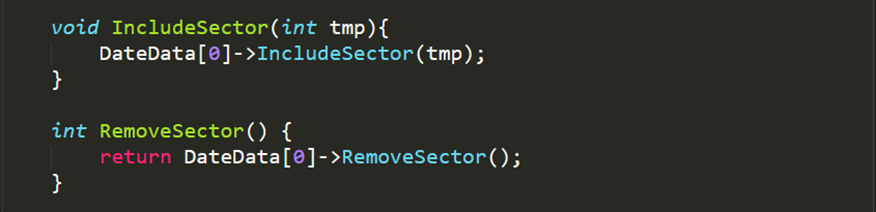 void IncludeSector(int tmp){
    DateData[0]->IncludeSector(tmp);
}

int RemoveSector() {
    return DateData[0]->RemoveSector();
}